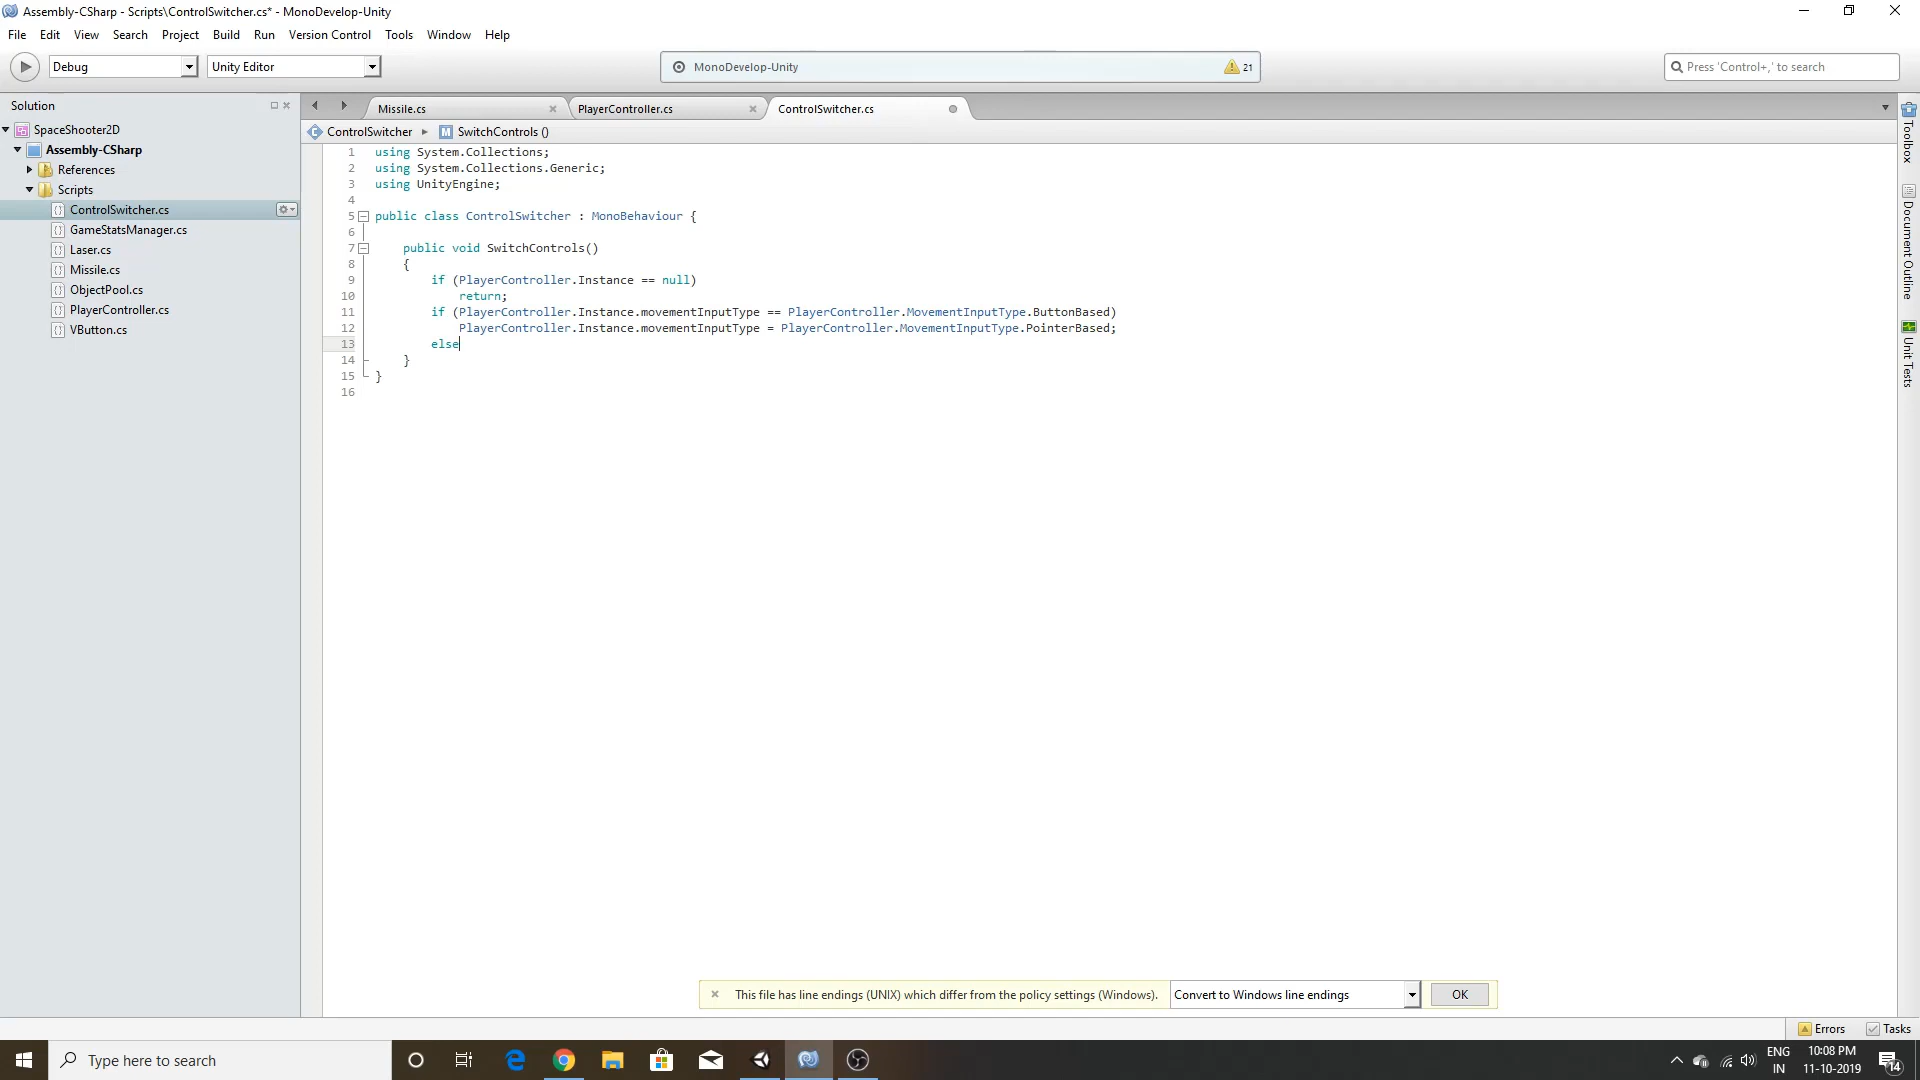 Assembly-CSharp - Scripts\ControlSwitcher.cs* - MonoDevelop-Unity
File Edit View Search Project Build Run Version Control Tools Window Help
Debug Unity Editor MonoDevelop-Unity 21 Press 'Control+,' to search
Solution
SpaceShooter2D
Assembly-CSharp
References
Scripts
ControlSwitcher.cs
GameStatsManager.cs
Laser.cs
Missile.cs
ObjectPool.cs
PlayerController.cs
VButton.cs
Missile.cs PlayerController.cs ControlSwitcher.cs
ControlSwitcher SwitchControls ()
1 using System.Collections;
2 using System.Collections.Generic;
3 using UnityEngine;
4
5 public class ControlSwitcher : MonoBehaviour {
6
7 public void SwitchControls()
8 {
9 if (PlayerController.Instance == null)
10 return;
11 if (PlayerController.Instance.movementInputType == PlayerController.MovementInputType.ButtonBased)
12 PlayerController.Instance.movementInputType = PlayerController.MovementInputType.PointerBased;
13 else
14 }
15 }
16
Toolbox
Document Outline
Unit Tests
This file has line endings (UNIX) which differ from the policy settings (Windows). Convert to Windows line endings OK
Errors Tasks
Type here to search
ENG
IN
10:08 PM
11-10-2019
14